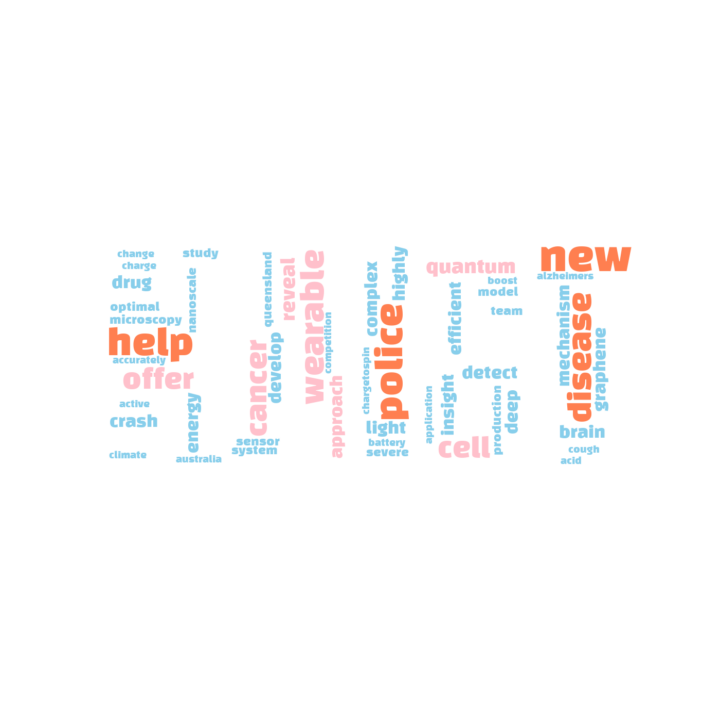 change
charge
drug
study
nanoscale
optimal
microscopy
help
accurately
offer
active
crash
energy
climate
australia
queensland
reveal
wearable
competition
cancer
develop
approach
sensor
system
highly
complex
police
chargetospin
light
battery
severe
quantum
boost
model
team
efficient
detect
insight
application
production
deep
cell
new
alzheimers
mechanism
disease
graphene
brain
cough
acid